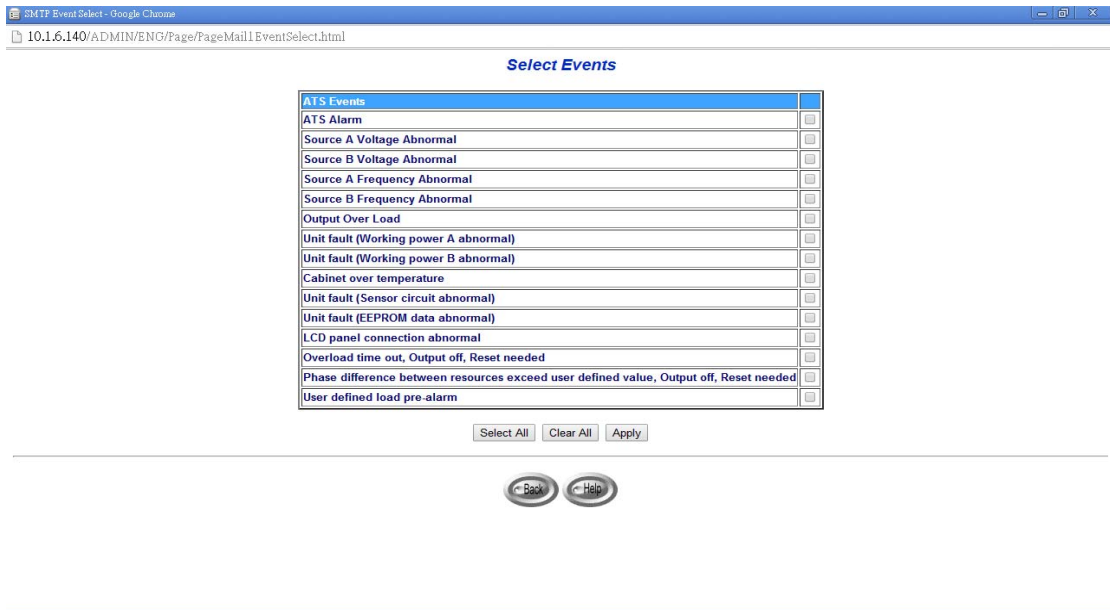 SMTP Event Select - Google Chrome
10.1.6.140/ADMIN/ENG/Page/PageMail1EventSelect.html
Select Events
ATS Events
ATS Alarm
Source A Voltage Abnormal
Source B Voltage Abnormal
Source A Frequency Abnormal
Source B Frequency Abnormal
Output Over Load
Unit fault (Working power A abnormal)
Unit fault (Working power B abnormal)
Cabinet over temperature
Unit fault (Sensor circuit abnormal)
Unit fault (EEPROM data abnormal)
LCD panel connection abnormal
Overload time out, Output off, Reset needed
Phase difference between resources exceed user defined value, Output off, Reset needed
User defined load pre-alarm
Select All Clear All Apply
Back Help